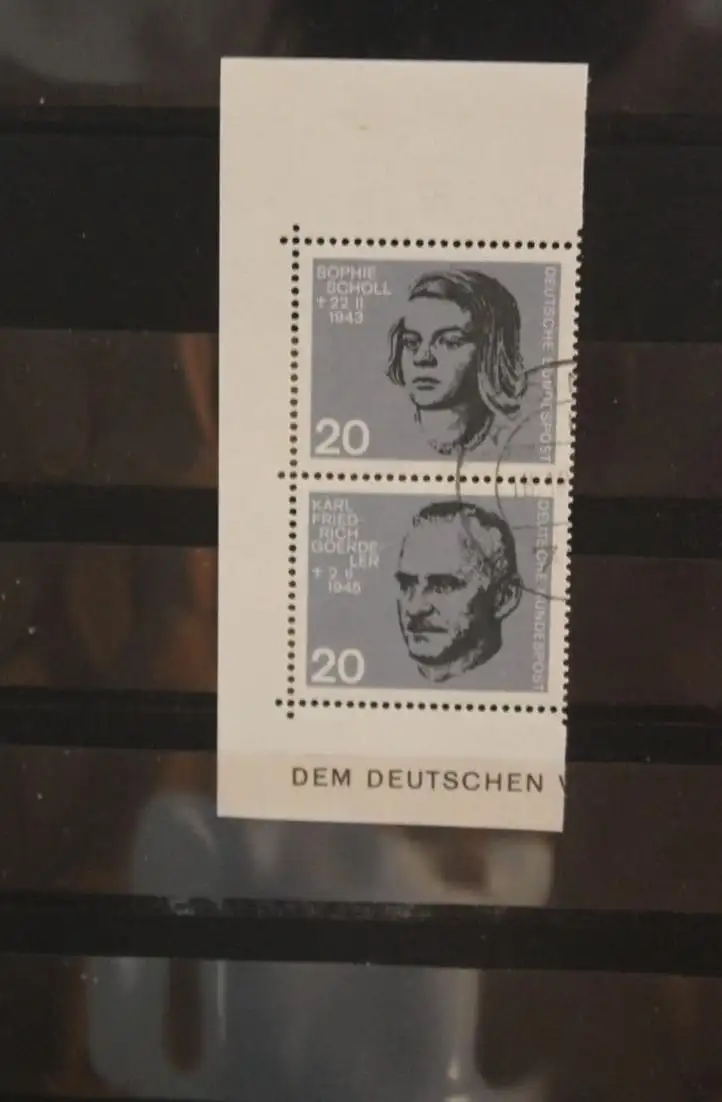 SOPHIE
SCHOLL
† 22 II
1943
20
DEUTSCHE BUNDESPOST
KARL
FRIED-
RICH
GOERDE-
LER
† 2 II
1945
20
DEUTSCHE BUNDESPOST
DEM DEUTSCHEN